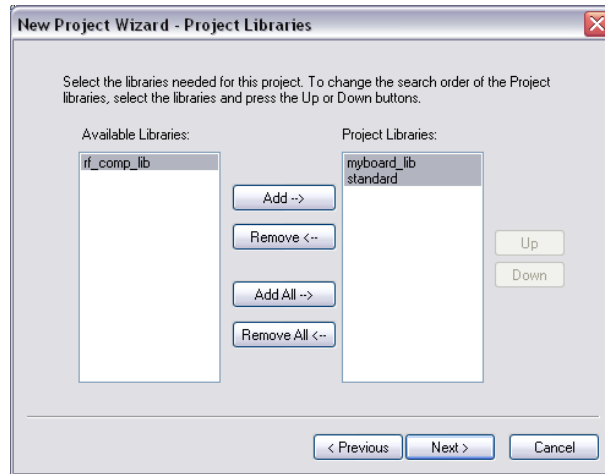 New Project Wizard - Project Libraries
Select the libraries needed for this project. To change the search order of the Project
libraries, select the libraries and press the Up or Down buttons.
Available Libraries:
Project Libraries:
rf_comp_lib
myboard_lib
standard
Add -->
Remove <--
Add All -->
Remove All <--
Up
Down
< Previous
Next >
Cancel